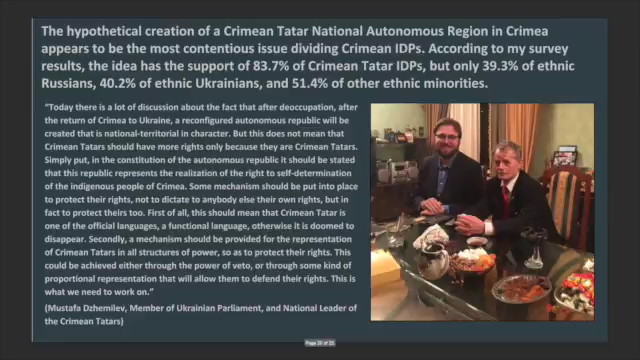 The hypothetical creation of a Crimean Tatar National Autonomous Region in Crimea
appears to be the most contentious issue dividing Crimean IDPs. According to my survey
results, the idea has the support of 83.7% of Crimean Tatar IDPs, but only 39.3% of ethnic
Russians, 40.2% of ethnic Ukrainians, and 51.4% of other ethnic minorities.
"Today there is a lot of discussion about the fact that after deoccupation, after
the return of Crimea to Ukraine, a reconfigured autonomous republic will be
created that is national-territorial in character. But this does not mean that
Crimean Tatars should have more rights only because they are Crimean Tatars.
Simply put, in the constitution of the autonomous republic it should be stated
that this republic represents the realization of the right to self-determination
of the indigenous people of Crimea. Some mechanism should be put into place
to protect their rights, not to dictate to anybody else their own rights, but in
fact to protect theirs too. First of all, this should mean that Crimean Tatar is
one of the official languages, a functional language, otherwise it is doomed to
disappear. Secondly, a mechanism should be provided for the representation
of Crimean Tatars in all structures of power, so as to protect their rights. This
could be achieved either through the power of veto, or through some kind of
proportional representation that will allow them to defend their rights. This is
what we need to work on."
(Mustafa Dzhemilev, Member of Ukrainian Parliament, and National Leader of
the Crimean Tatars)
Page 20 of 25